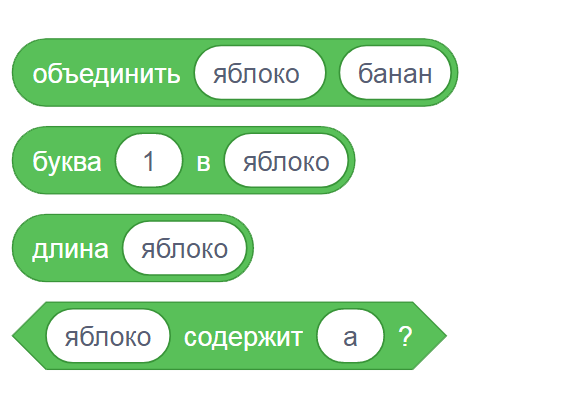 объединить яблоко банан
буква 1 в яблоко
длина яблоко
яблоко содержит а ?